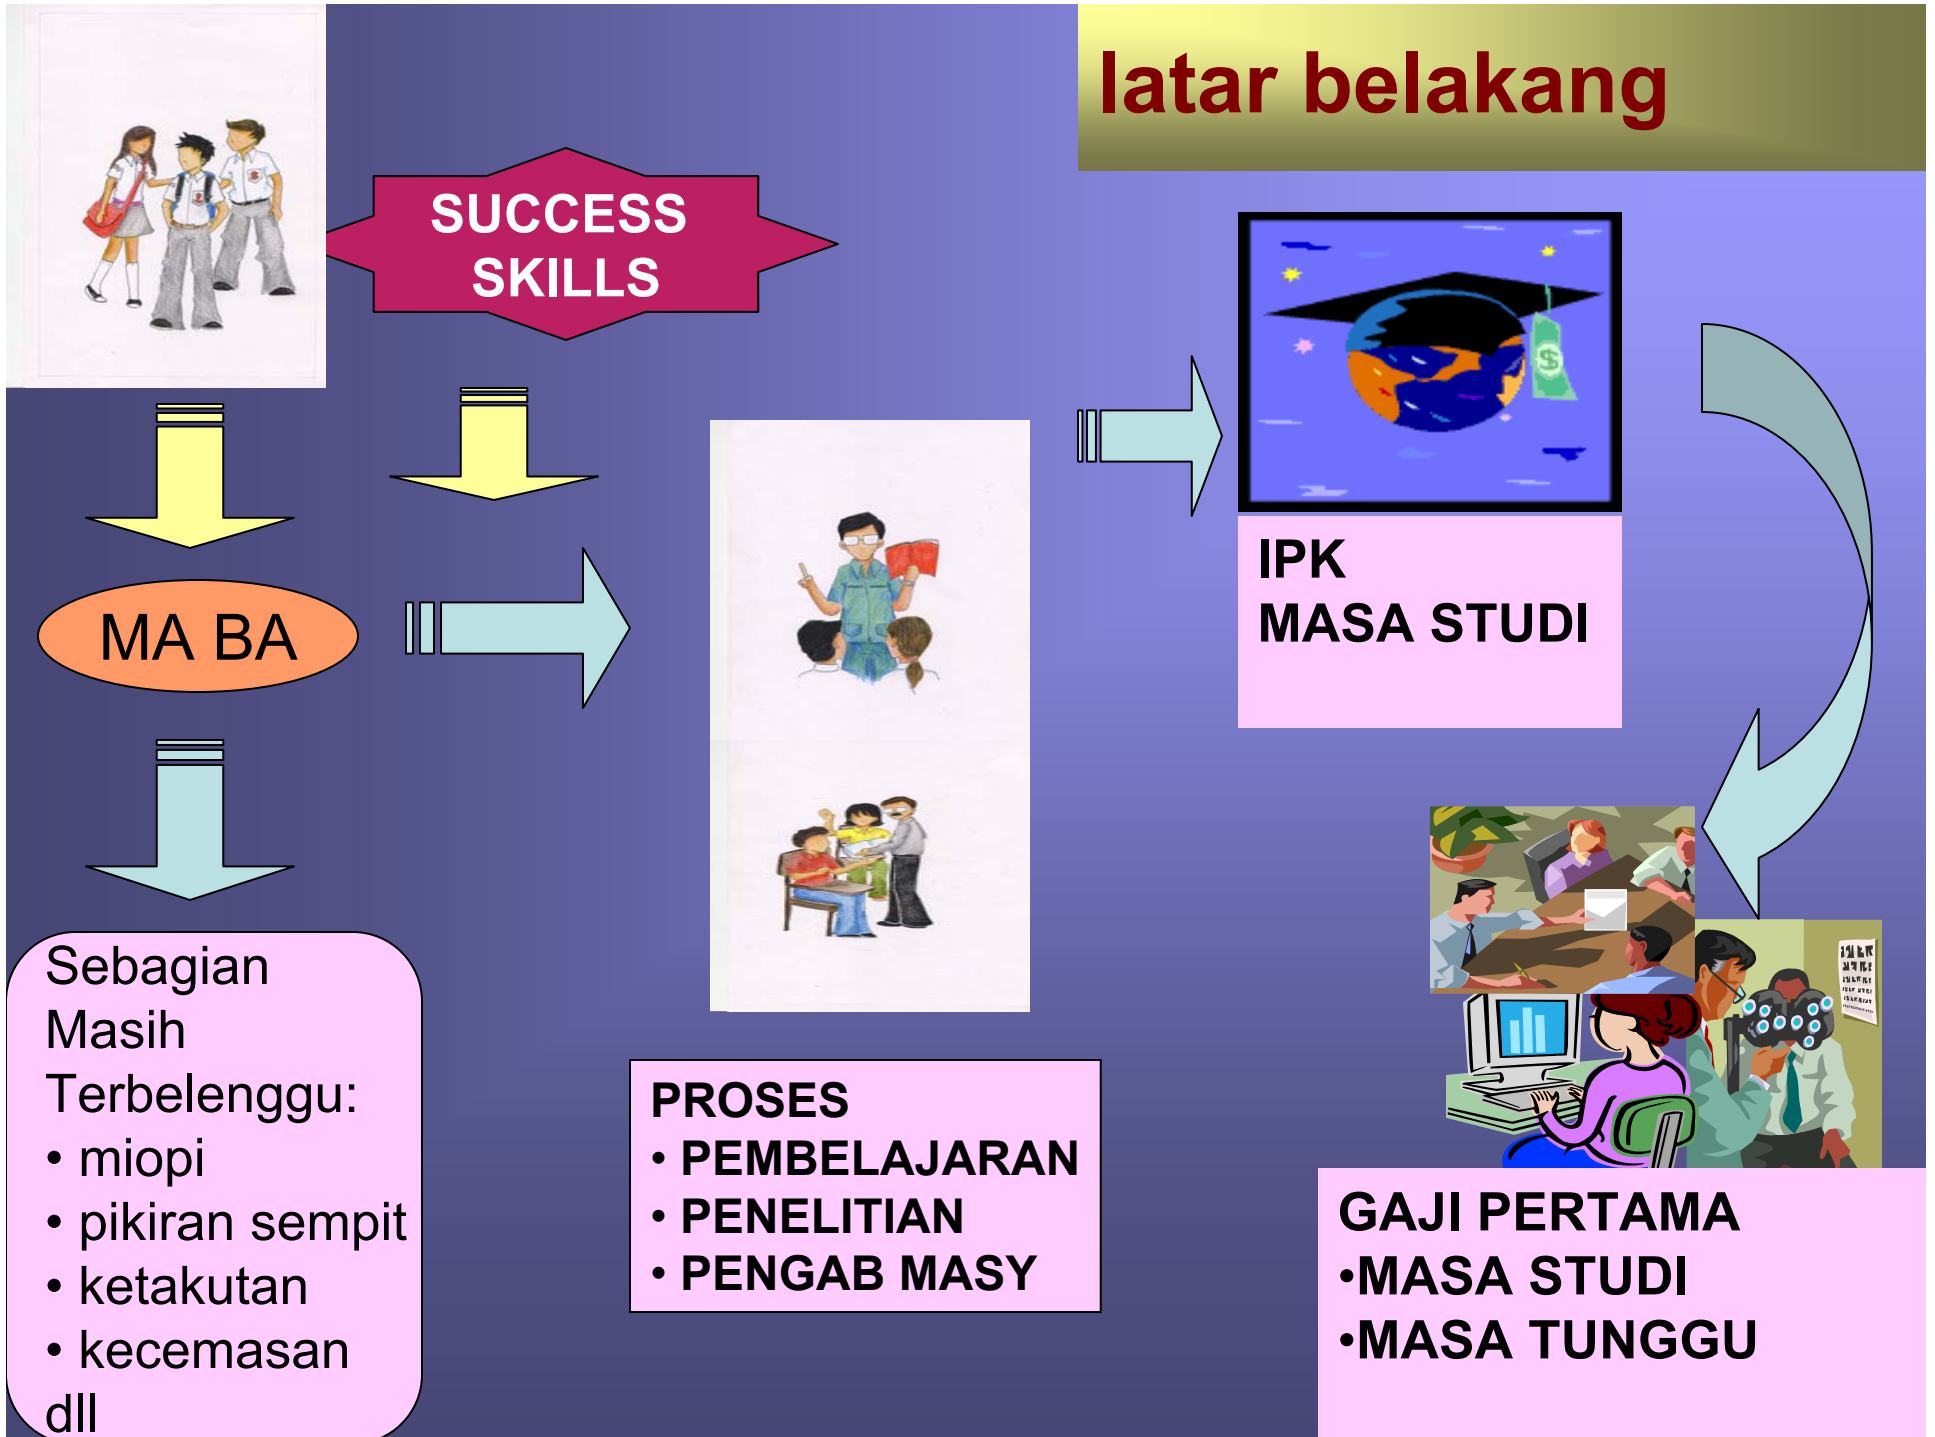 latar belakang
SUCCESS
SKILLS
MA BA
Sebagian
Masih
Terbelenggu:
• miopi
• pikiran sempit
• ketakutan
• kecemasan
dll
PROSES
• PEMBELAJARAN
• PENELITIAN
• PENGAB MASY
$
IPK
MASA STUDI
GAJI PERTAMA
•MASA STUDI
•MASA TUNGGU